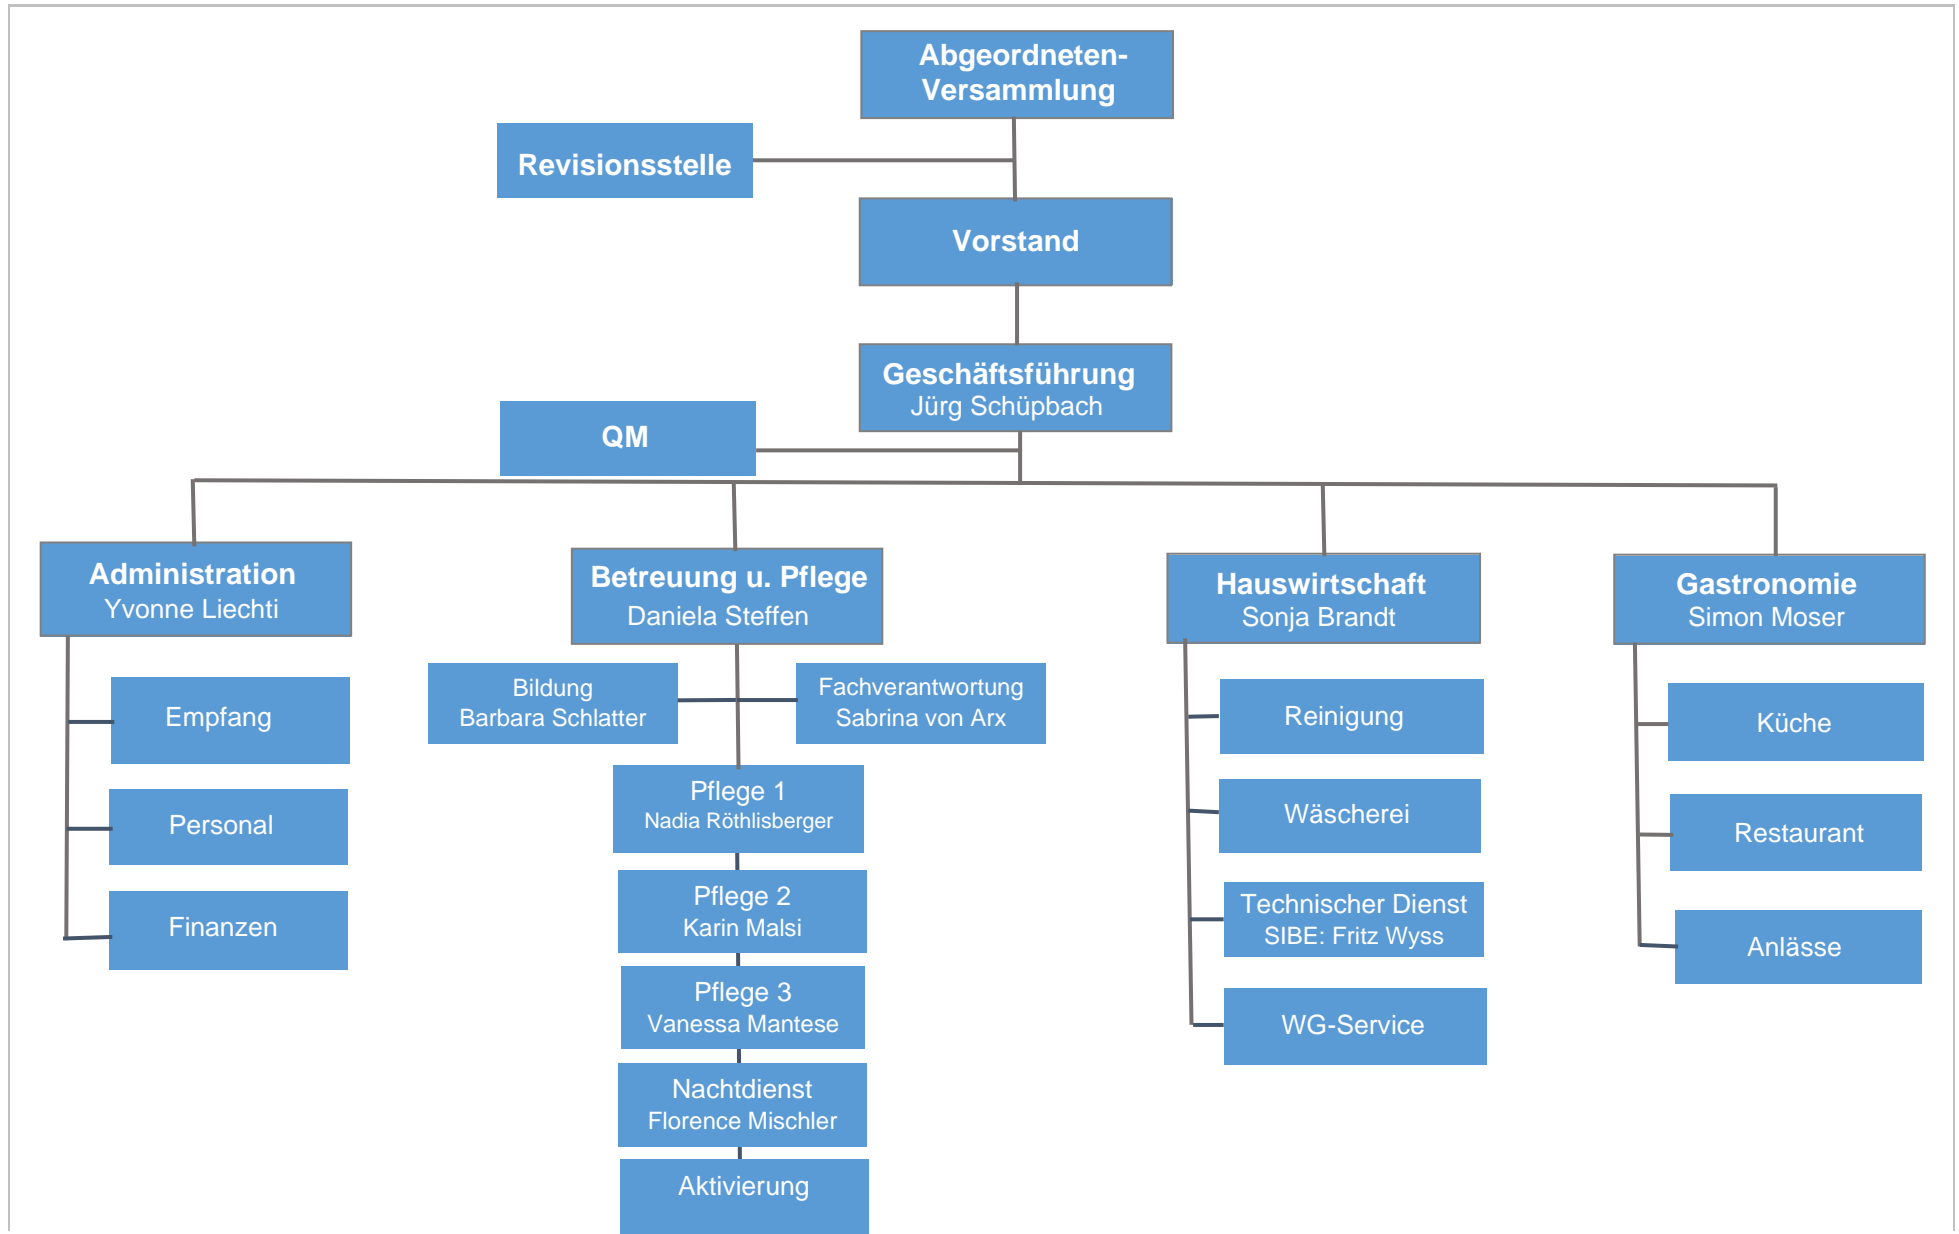 Abgeordneten-
Versammlung
Revisionsstelle
Vorstand
Geschäftsführung
Jürg Schüpbach
QM
Administration
Yvonne Liechti
Empfang
Personal
Finanzen
Betreuung u. Pflege
Daniela Steffen
Bildung
Barbara Schlatter
Fachverantwortung
Sabrina von Arx
Pflege 1
Nadia Röthlisberger
Pflege 2
Karin Malsi
Pflege 3
Vanessa Mantese
Nachtdienst
Florence Mischler
Aktivierung
Hauswirtschaft
Sonja Brandt
Reinigung
Wäscherei
Technischer Dienst
SIBE: Fritz Wyss
WG-Service
Gastronomie
Simon Moser
Küche
Restaurant
Anlässe